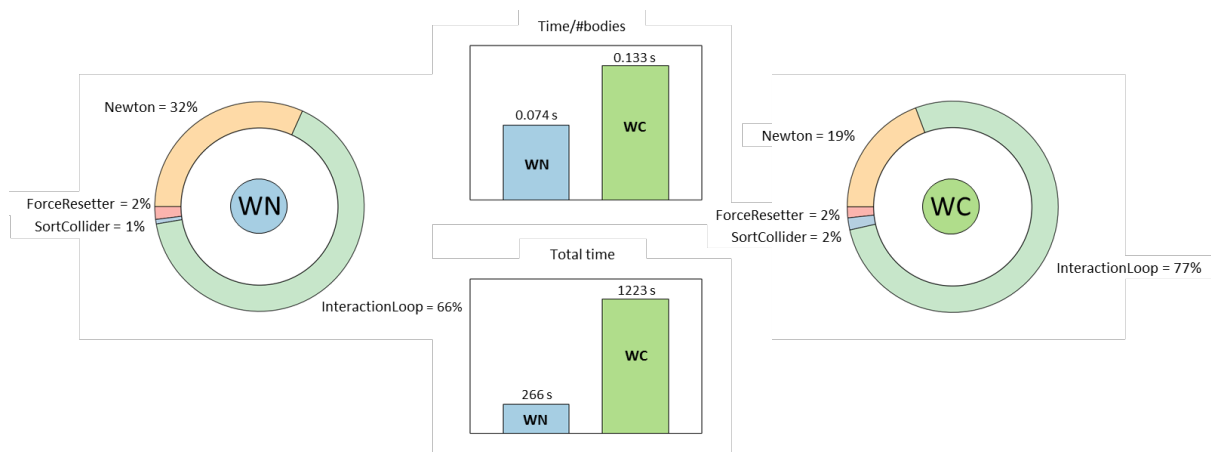 Time/#bodies
0.133 s
0.074 s
WC
WN
Newton = 32%
ForceResetter = 2%
SortCollider = 1%
WN
InteractionLoop = 66%
Total time
1223 s
266 s
WC
WN
Newton = 19%
ForceResetter = 2%
SortCollider = 2%
WC
InteractionLoop = 77%